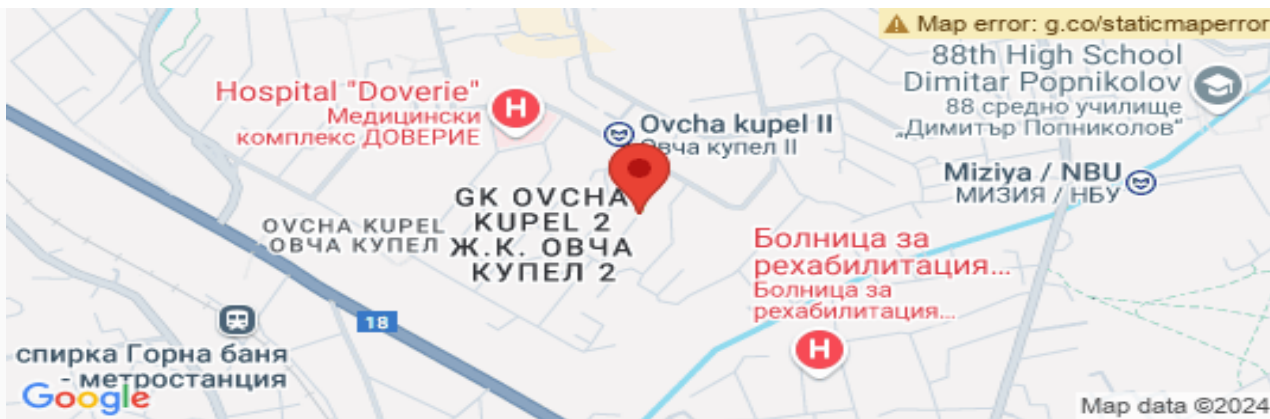 Map error: g.co/staticmaperror
88th High School
Dimitar Popnikolov
88 средно училище
„Димитър Попниколов“
Hospital "Doverie"
Медицински
комплекс ДОВЕРИЕ
H
Ovcha kupel II
Овча купел II
Miziya / NBU
МИЗИЯ / НБУ
GK OVCHA
KUPEL 2
Ж.К. ОВЧА
КУПЕЛ 2
OVCHA KUPEL
ОВЧА КУПЕЛ
Болница за
рехабилитация...
Болница за
рехабилитация...
H
18
спирка Горна баня
- метростанция
Google
Map data ©2024